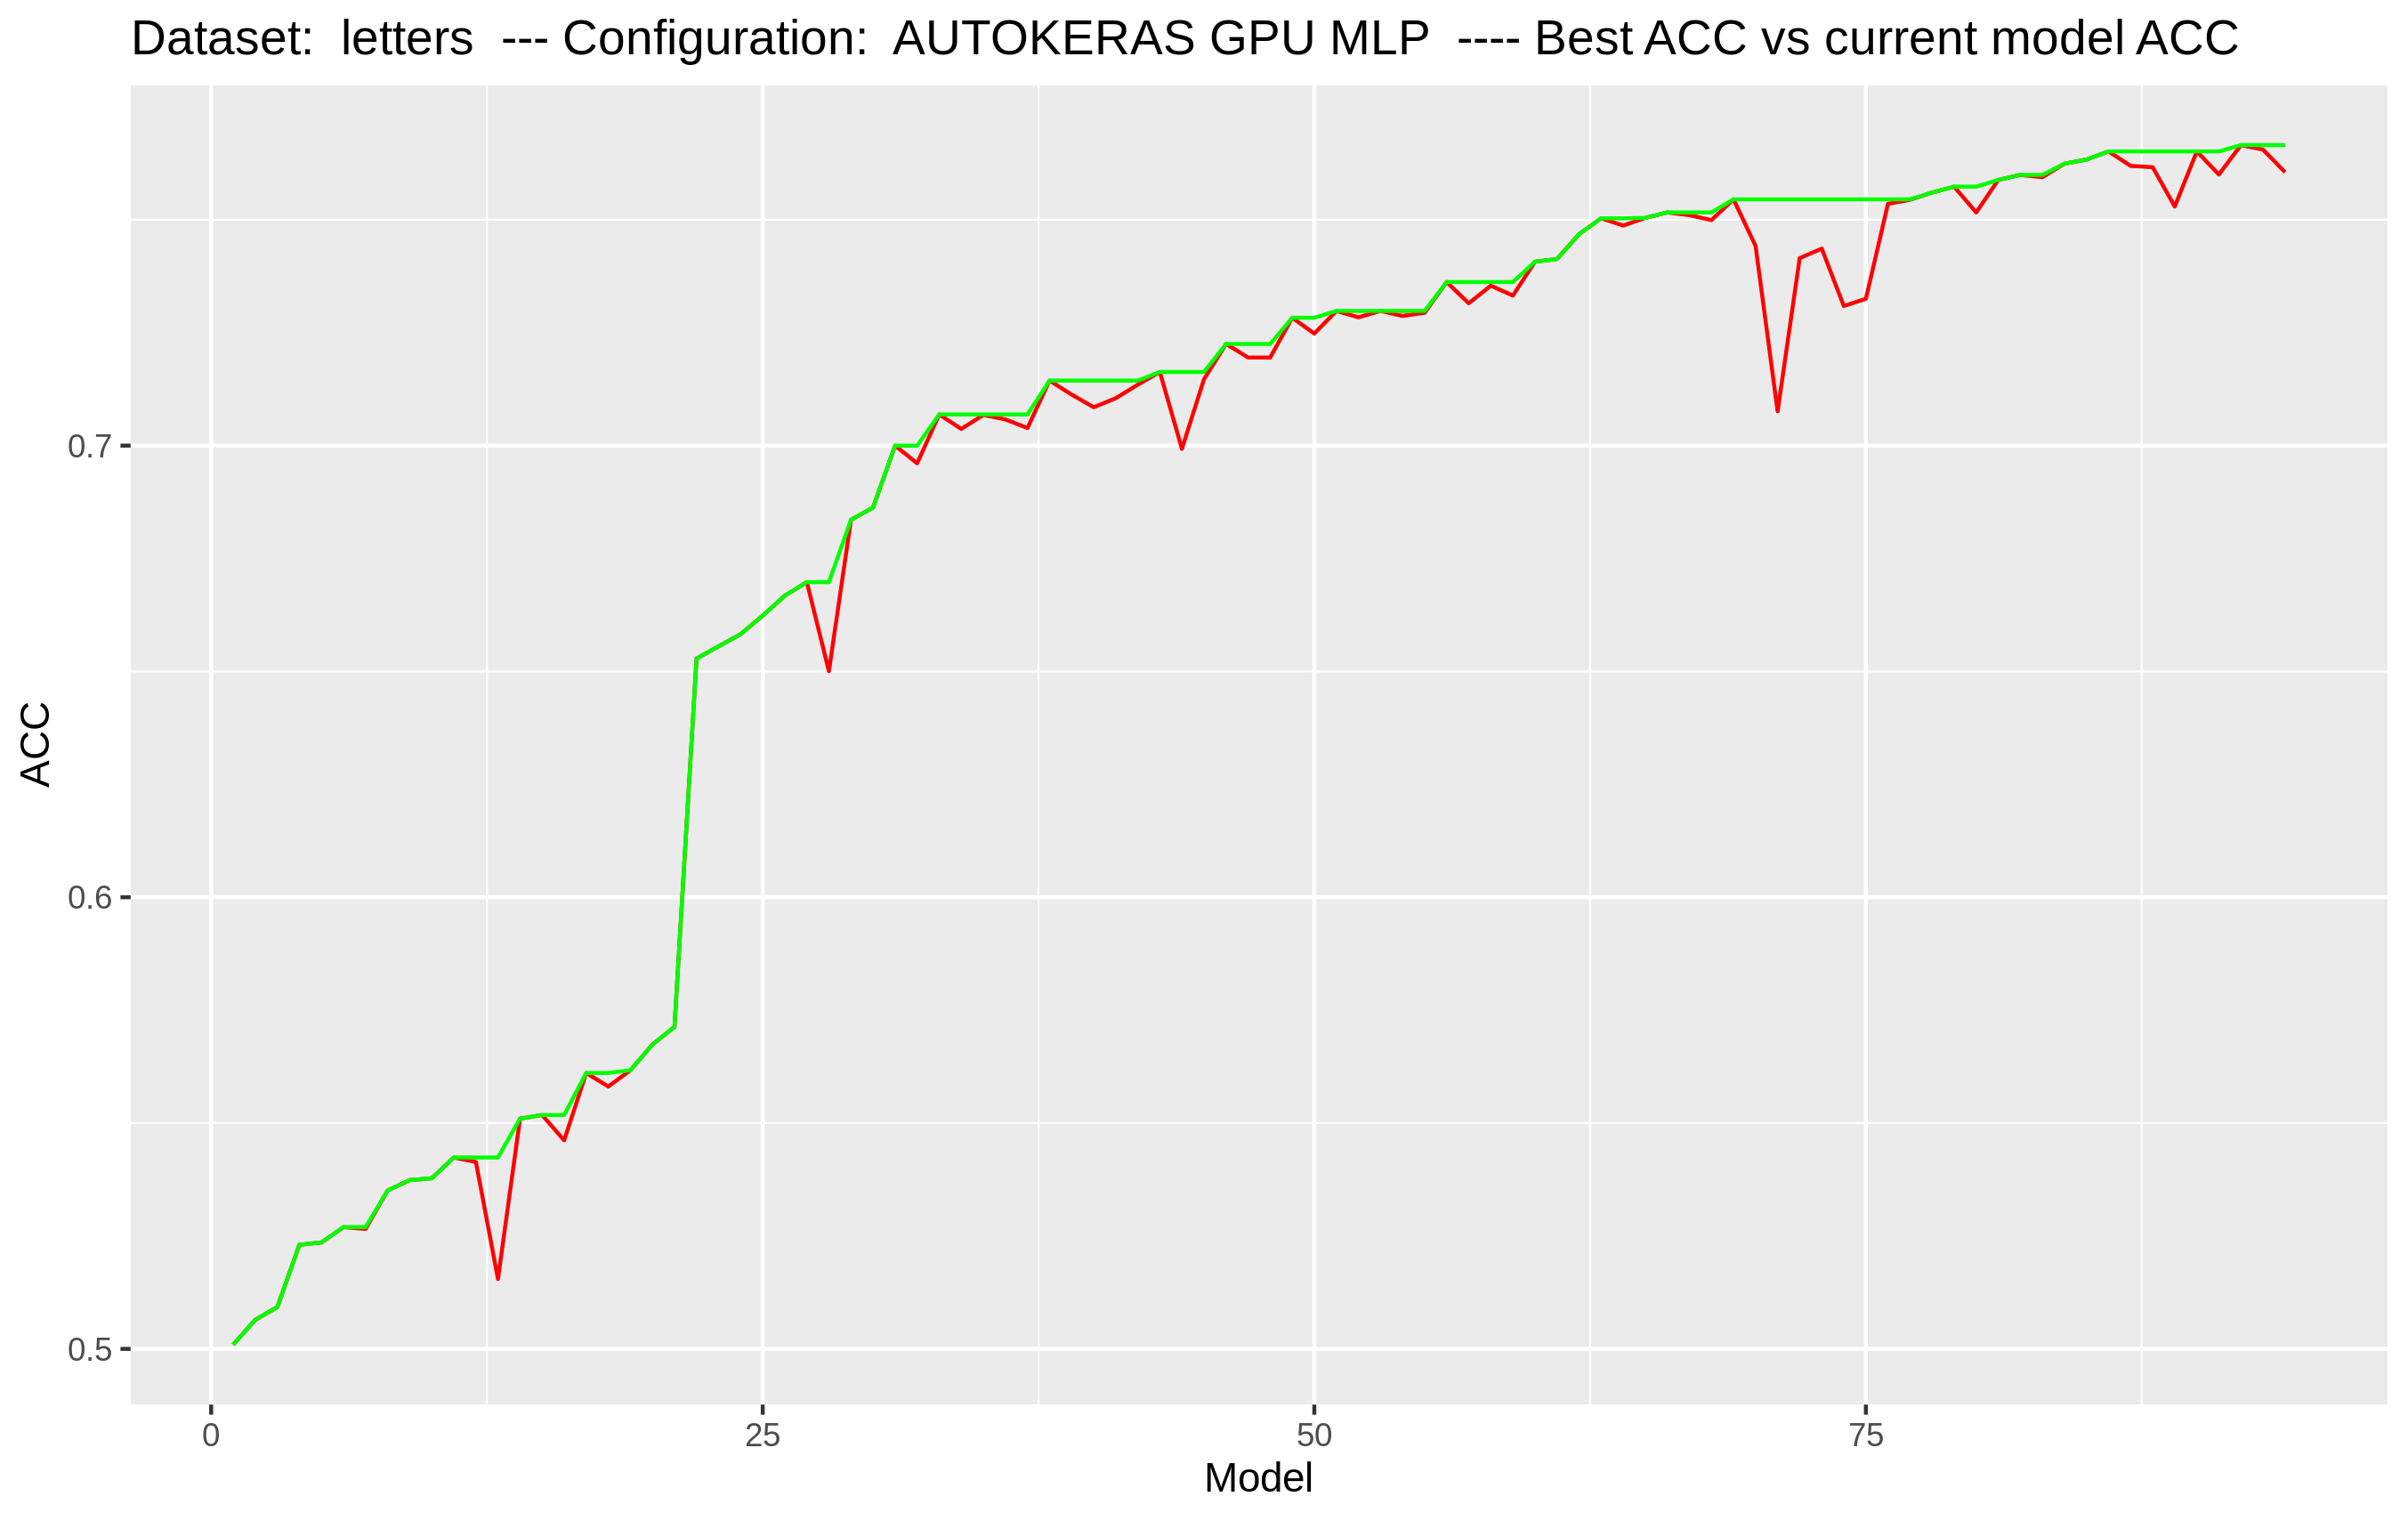 Dataset:  letters  --- Configuration:  AUTOKERAS GPU MLP  ---- Best ACC vs current model ACC
ACC
0.7
0.6
0.5
0
25
50
75
Model